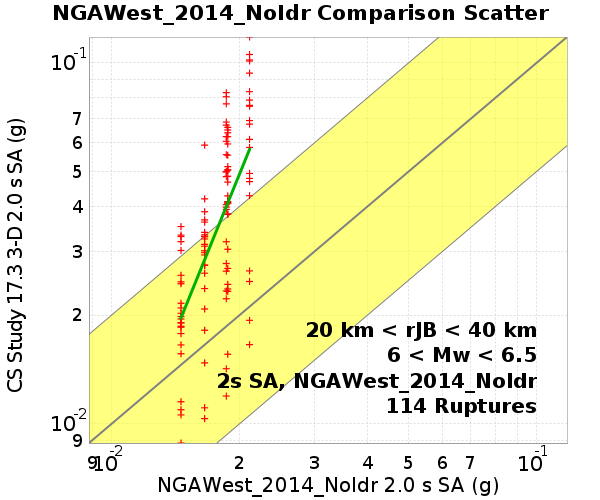 NGAWest_2014_NoIdr Comparison Scatter
CS Study 17.3 3-D 2.0 s SA (g)
10-1
7
6
5
4
3
2
10-2
9
20 km < rJB < 40 km
6 < Mw < 6.5
2s SA, NGAWest_2014_NoIdr
114 Ruptures
9 10-2 2 3 4 5 6 7 10-1
NGAWest_2014_NoIdr 2.0 s SA (g)